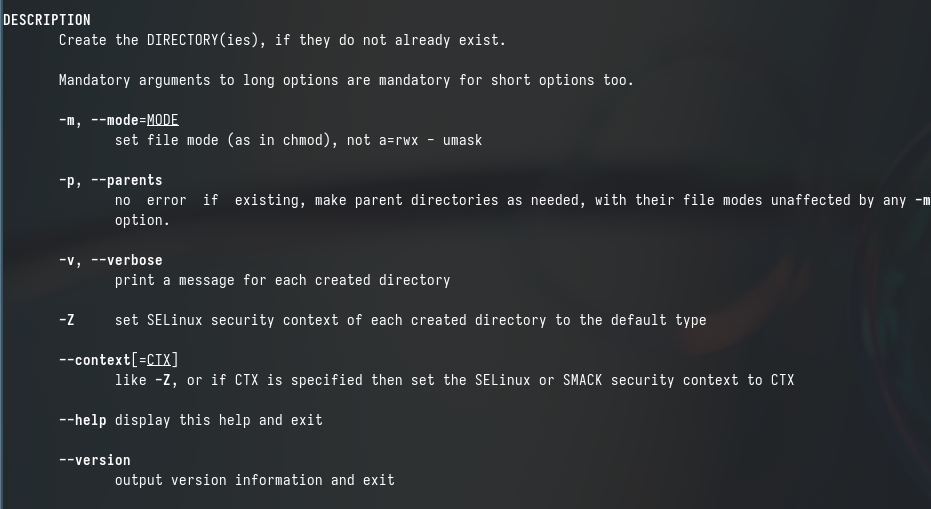 DESCRIPTION
Create the DIRECTORY(ies), if they do not already exist.
Mandatory arguments to long options are mandatory for short options too.
-m, --mode=MODE
set file mode (as in chmod), not a=rwx - umask
-p, --parents
no  error  if  existing, make parent directories as needed, with their file modes unaffected by any -m
option.
-v, --verbose
print a message for each created directory
-Z     set SELinux security context of each created directory to the default type
--context[=CTX]
like -Z, or if CTX is specified then set the SELinux or SMACK security context to CTX
--help display this help and exit
--version
output version information and exit